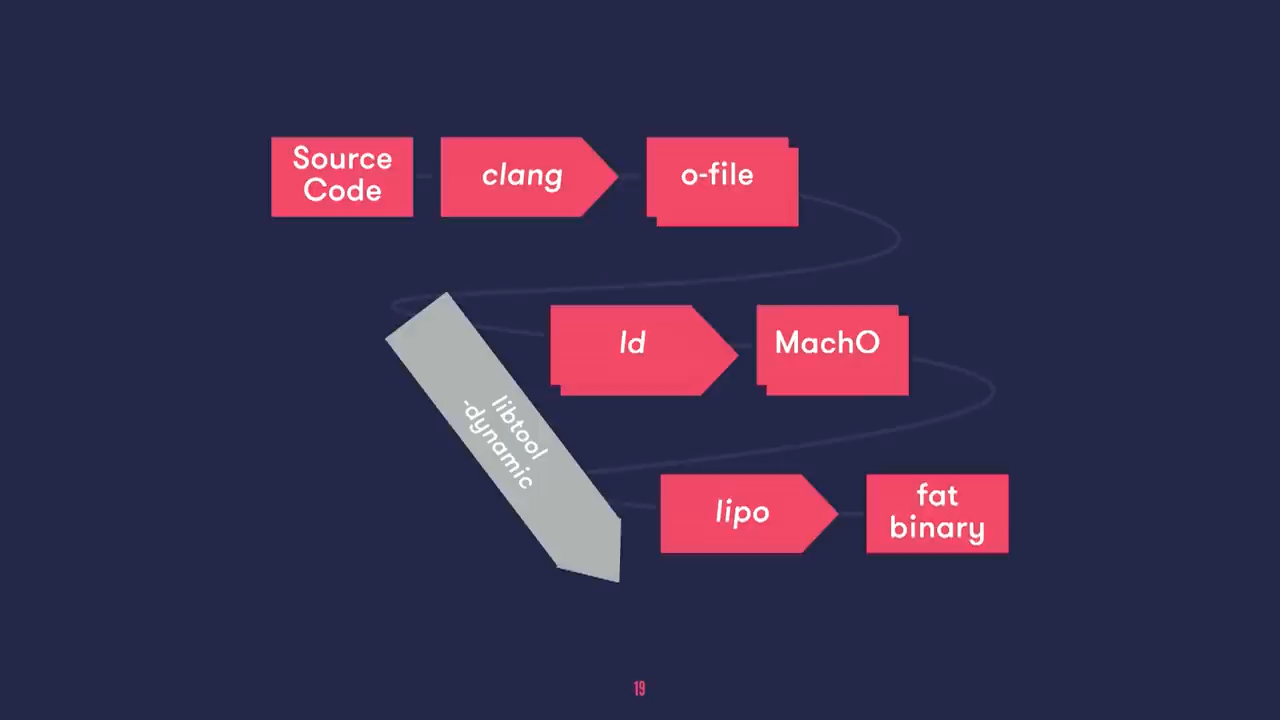 Source
Code
clang
o-file
ld
MachO
libtool
-dynamic
lipo
fat
binary
19